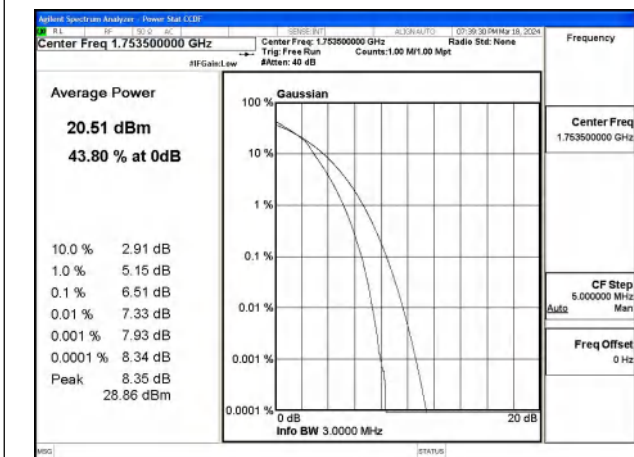 Agilent Spectrum Analyzer - Power Stat CCDF
RL RF 50 Ω AC SENSE:INT ALIGN AUTO 07:39:30 PM Mar 18, 2024
Center Freq 1.753500000 GHz
Center Freq: 1.753500000 GHz Radio Std: None
Trig: Free Run Counts:1.00 M/1.00 Mpt
#IFGain:Low #Atten: 40 dB
Frequency
Average Power
20.51 dBm
43.80 % at 0dB
10.0 % 2.91 dB
1.0 % 5.15 dB
0.1 % 6.51 dB
0.01 % 7.33 dB
0.001 % 7.93 dB
0.0001 % 8.34 dB
Peak 8.35 dB
28.86 dBm
Gaussian
100 %
10 %
1 %
0.1 %
0.01 %
0.001 %
0.0001 %
0 dB 20 dB
Info BW 3.0000 MHz
Center Freq
1.753500000 GHz
CF Step
5.000000 MHz
Auto Man
Freq Offset
0 Hz
MSG STATUS